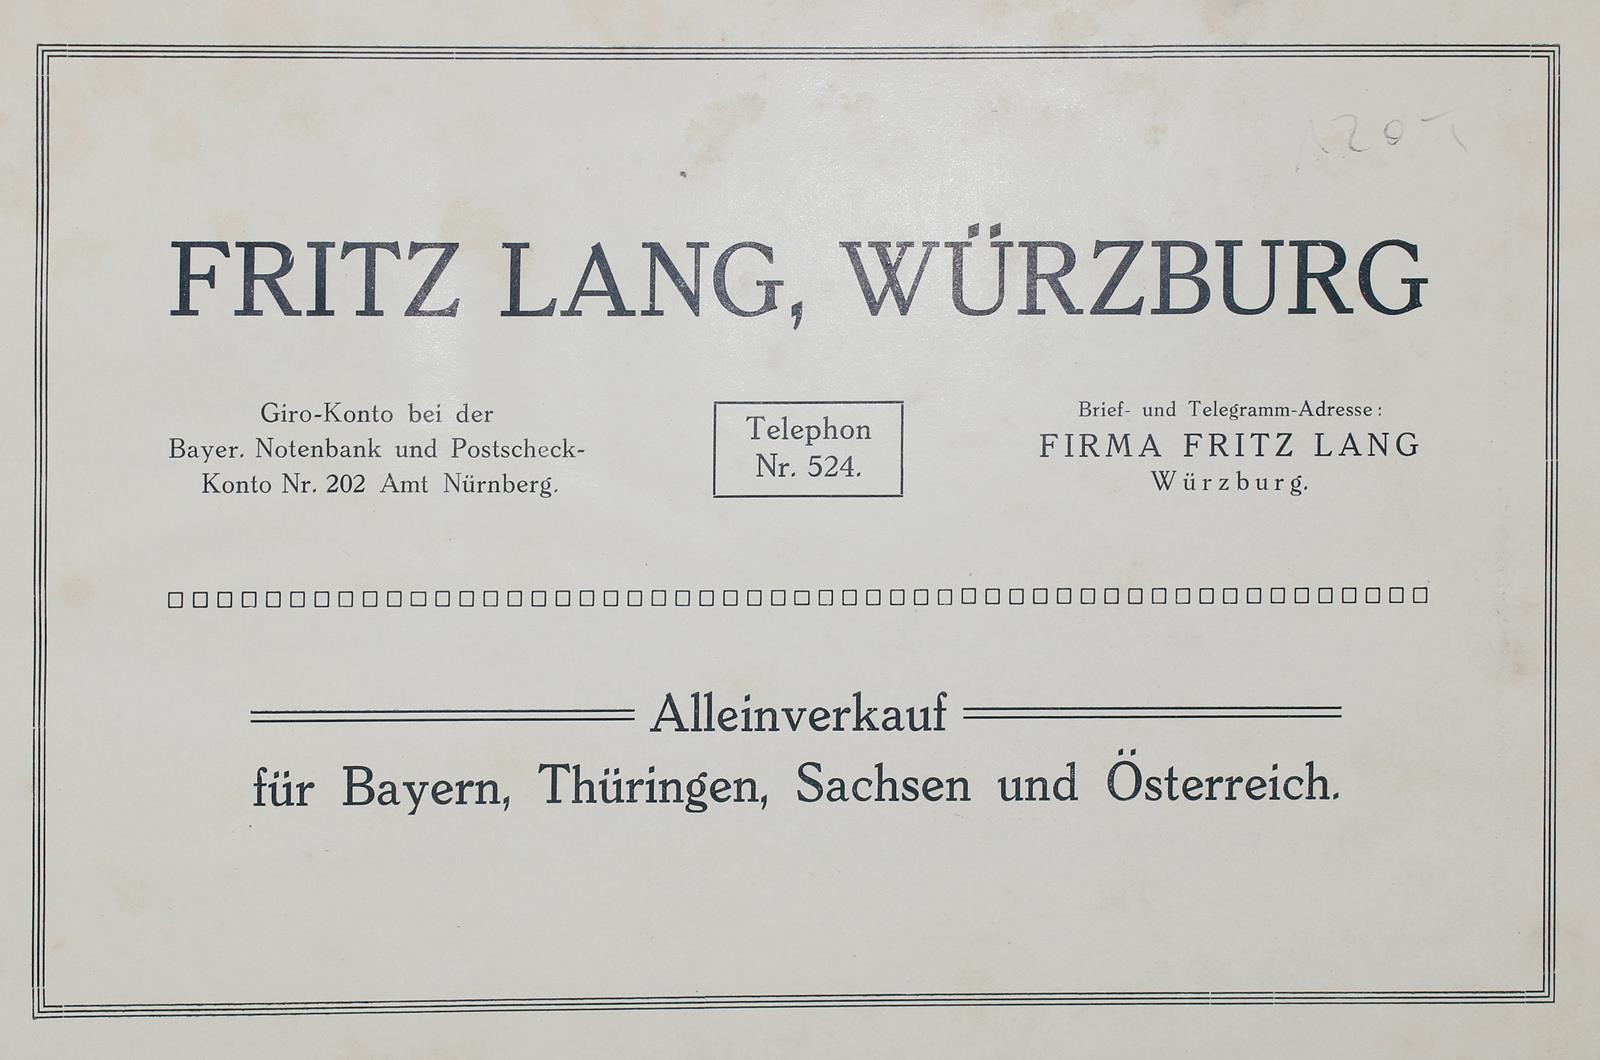 FRITZ LANG, WÜRZBURG
Giro-Konto bei der
Bayer. Notenbank und Postscheck-
Konto Nr. 202 Amt Nürnberg.
Telephon
Nr. 524.
Brief- und Telegramm-Adresse:
FIRMA FRITZ LANG
Würzburg.
Alleinverkauf
für Bayern, Thüringen, Sachsen und Österreich.